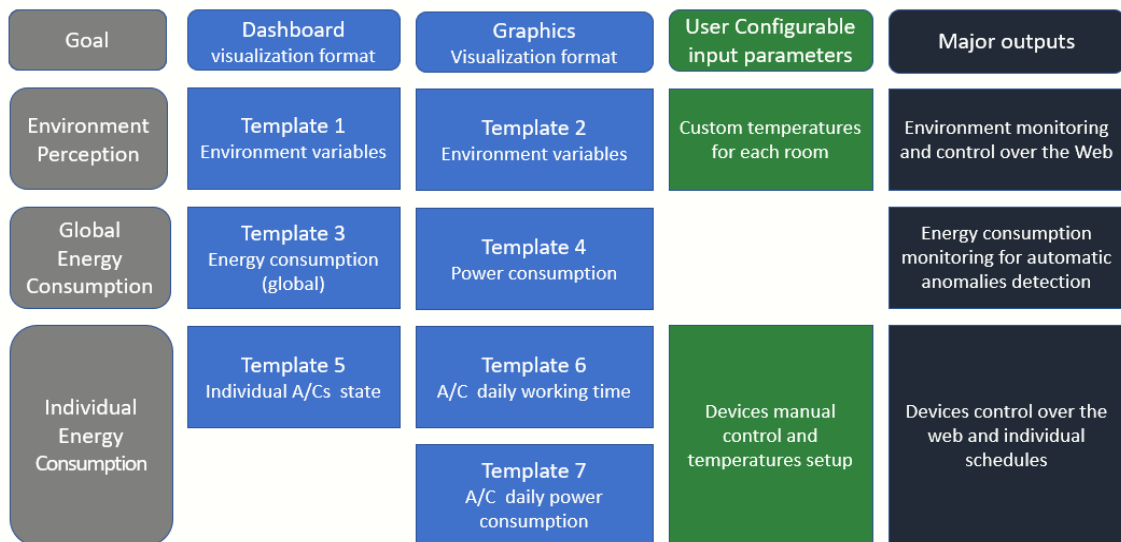 Goal
Dashboard
visualization format
Graphics
Visualization format
User Configurable
input parameters
Major outputs
Environment
Perception
Template 1
Environment variables
Template 2
Environment variables
Custom temperatures
for each room
Environment monitoring
and control over the Web
Global
Energy
Consumption
Template 3
Energy consumption
(global)
Template 4
Power consumption
Energy consumption
monitoring for automatic
anomalies detection
Individual
Energy
Consumption
Template 5
Individual A/Cs state
Template 6
A/C daily working time
Template 7
A/C daily power
consumption
Devices manual
control and
temperatures setup
Devices control over the
web and individual
schedules